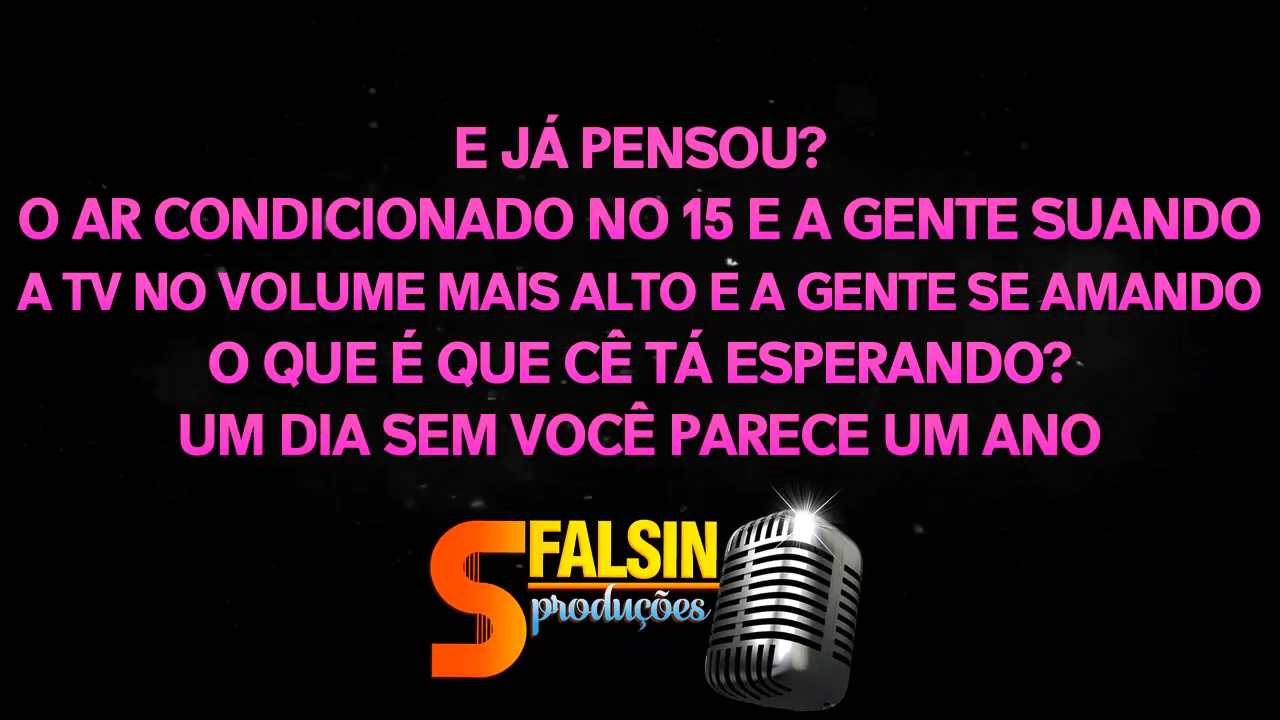 E JÁ PENSOU?
O AR CONDICIONADO NO 15 E A GENTE SUANDO
A TV NO VOLUME MAIS ALTO E A GENTE SE AMANDO
O QUE É QUE CÊ TÁ ESPERANDO?
UM DIA SEM VOCÊ PARECE UM ANO
S FALSIN
produções